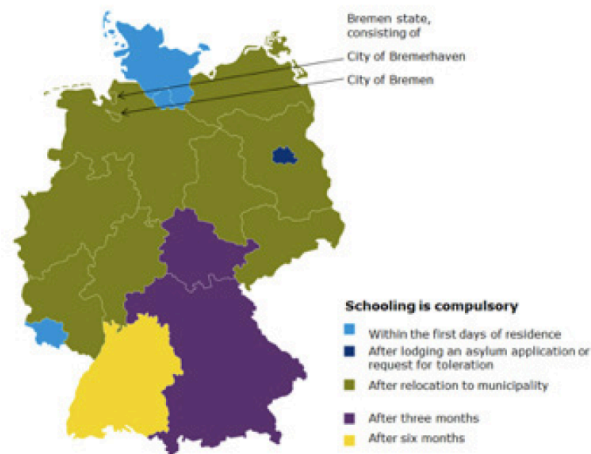 Bremen state,
consisting of
City of Bremerhaven
City of Bremen
Schooling is compulsory
Within the first days of residence
After lodging an asylum application or
request for toleration
After relocation to municipality
After three months
After six months